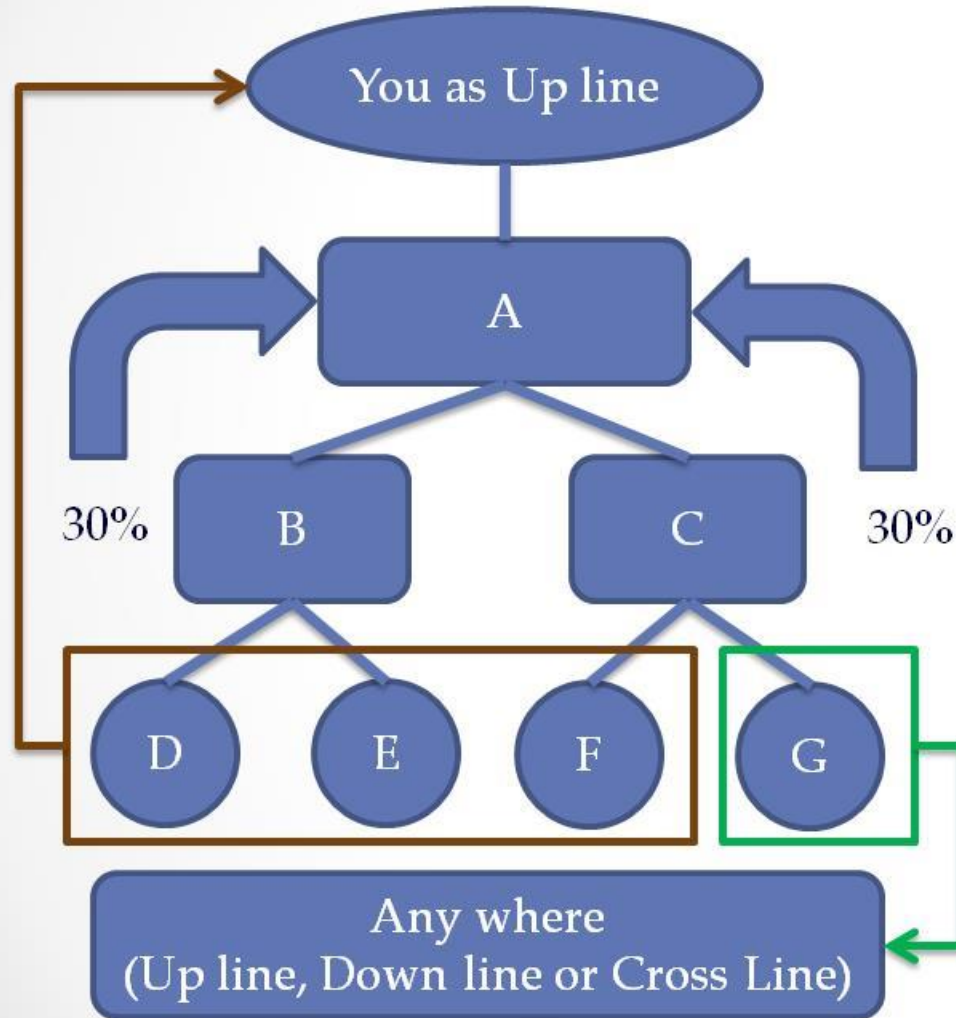 You as Up line
A
30%
B
C
30%
D
E
F
G
Any where
(Up line, Down line or Cross Line)